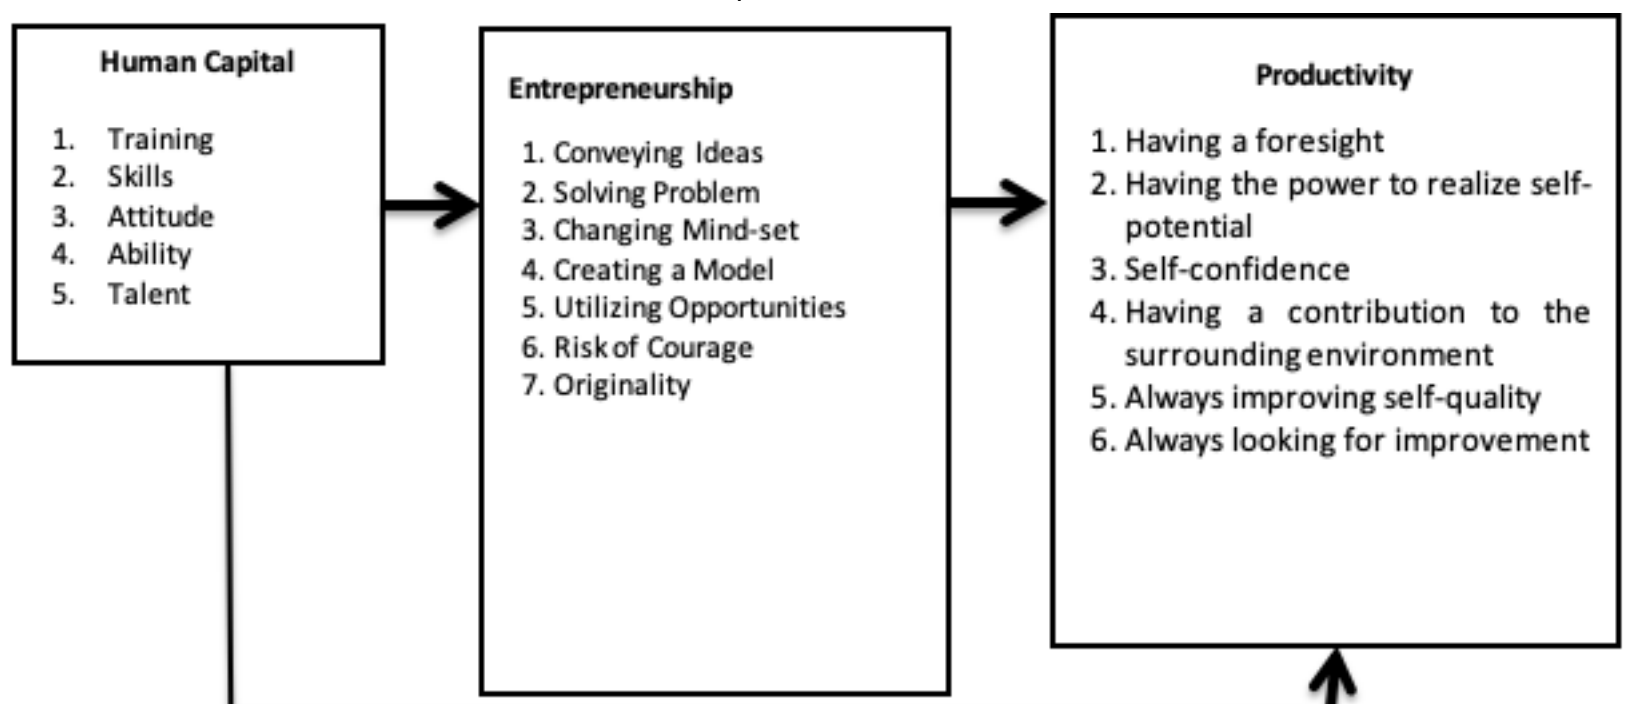 Human Capital
1. Training
2. Skills
3. Attitude
4. Ability
5. Talent
Entrepreneurship
1. Conveying Ideas
2. Solving Problem
3. Changing Mind-set
4. Creating a Model
5. Utilizing Opportunities
6. Risk of Courage
7. Originality
Productivity
1. Having a foresight
2. Having the power to realize self-
potential
3. Self-confidence
4. Having a contribution to the
surrounding environment
5. Always improving self-quality
6. Always looking for improvement